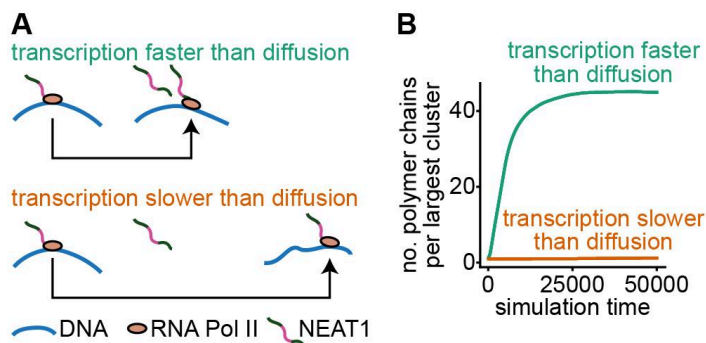 A
transcription faster than diffusion
transcription slower than diffusion
DNA
RNA Pol II
NEAT1
B
no. polymer chains
per largest cluster
40
20
0
transcription faster
than diffusion
transcription slower
than diffusion
0
25000
50000
simulation time